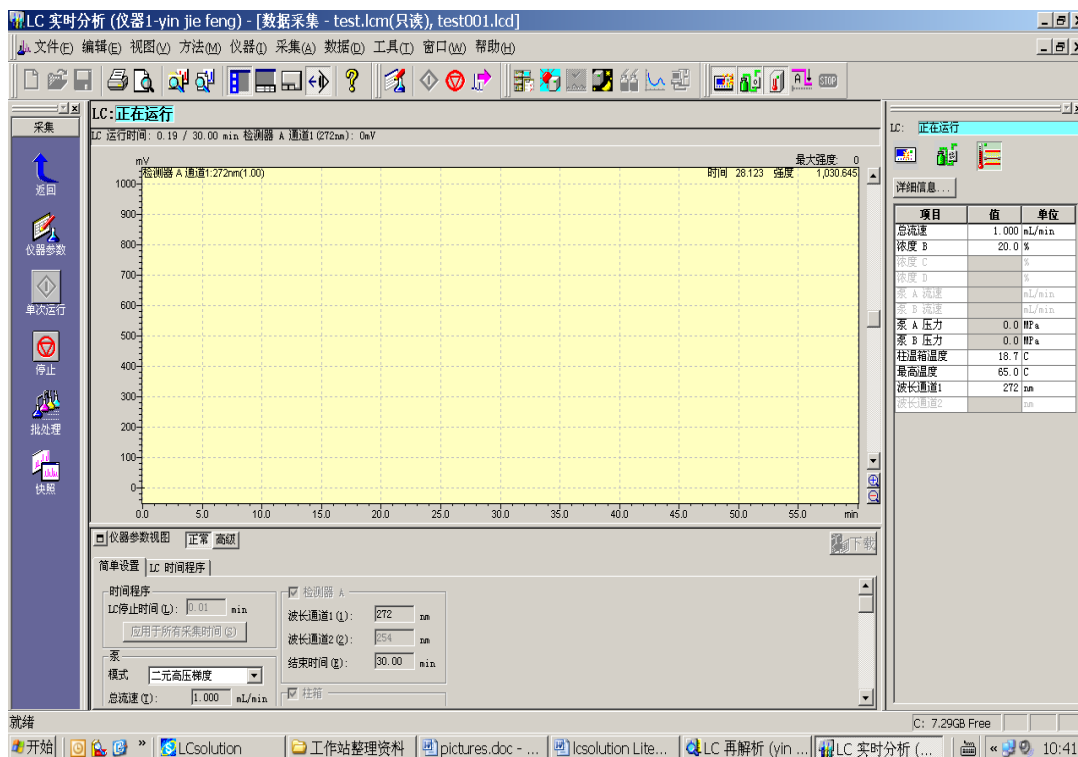 LC 实时分析 (仪器1-yin jie feng) - [数据采集 - test.lcm(只读), test001.lcd]
文件(F) 编辑(E) 视图(V) 方法(M) 仪器(I) 采集(A) 数据(D) 工具(T) 窗口(W) 帮助(H)
STOP
采集
返回
仪器参数
单次运行
停止
批处理
快照
LC:正在运行
LC 运行时间: 0.19 / 30.00 min 检测器 A 通道1(272nm): 0mV
mV
最大强度: 0
检测器 A 通道1:272nm(1.00)
时间 28.123 强度 1,030.645
1000
900
800
700
600
500
400
300
200
100
0
0.0 5.0 10.0 15.0 20.0 25.0 30.0 35.0 40.0 45.0 50.0 55.0 min
仪器参数视图 正常 高级 下载
简单设置 LC 时间程序
时间程序
LC停止时间(L): 0.01 min
应用于所有采集时间(S)
泵
模式 二元高压梯度
总流速(T): 1.000 mL/min
检测器 A
波长通道1(1): 272 nm
波长通道2(2): 254 nm
结束时间(E): 30.00 min
柱箱
LC: 正在运行
详细信息...
项目 值 单位
总流速 1.000 mL/min
浓度 B 20.0 %
浓度 C %
浓度 D %
泵 A 流速 mL/min
泵 B 流速 mL/min
泵 A 压力 0.0 MPa
泵 B 压力 0.0 MPa
柱温箱温度 18.7 C
最高温度 65.0 C
波长通道1 272 nm
波长通道2 nm
就绪
C: 7.29GB Free
开始 » LCsolution 工作站整理资料 pictures.doc - ... lcsolution Lite... LC 再解析 (yin ... LC 实时分析 (... « 10:41